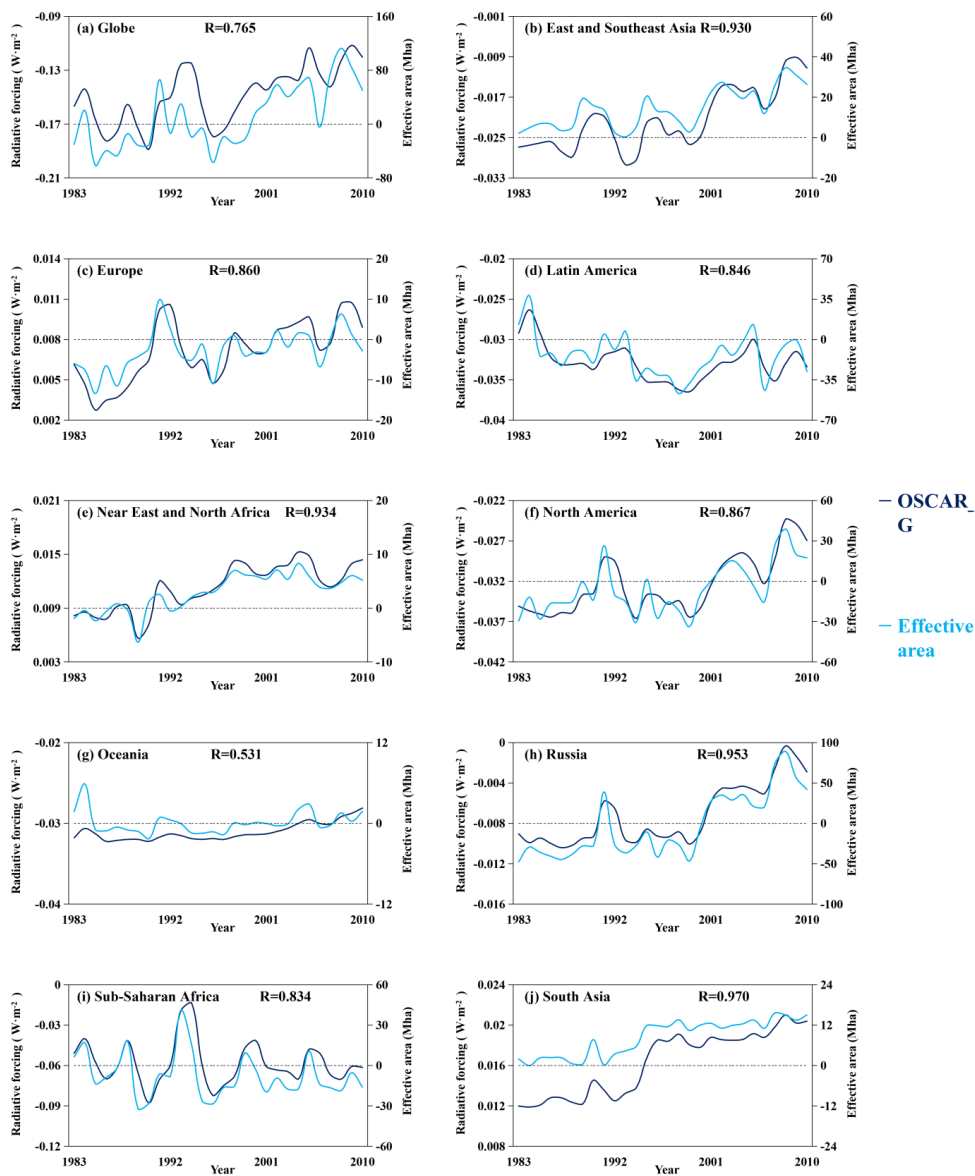 (a) Globe R=0.765
Radiative forcing ( W·m⁻² )
-0.09
-0.13
-0.17
-0.21
160
80
0
-80
Effective area (Mha)
1983 1992 2001 2010
Year
(b) East and Southeast Asia R=0.930
Radiative forcing ( W·m⁻² )
-0.001
-0.009
-0.017
-0.025
-0.033
60
40
20
0
-20
Effective area (Mha)
1983 1992 2001 2010
Year
(c) Europe R=0.860
Radiative forcing ( W·m⁻² )
0.014
0.011
0.008
0.005
0.002
20
10
0
-10
-20
Effective area (Mha)
1983 1992 2001 2010
Year
(d) Latin America R=0.846
Radiative forcing ( W·m⁻² )
-0.02
-0.025
-0.03
-0.035
-0.04
70
35
0
-35
-70
Effective area (Mha)
1983 1992 2001 2010
Year
(e) Near East and North Africa R=0.934
Radiative forcing ( W·m⁻² )
0.021
0.015
0.009
0.003
20
10
0
-10
Effective area (Mha)
1983 1992 2001 2010
Year
(f) North America R=0.867
Radiative forcing ( W·m⁻² )
-0.022
-0.027
-0.032
-0.037
-0.042
60
30
0
-30
-60
Effective area (Mha)
1983 1992 2001 2010
Year
OSCAR_
G
Effective
area
(g) Oceania R=0.531
Radiative forcing ( W·m⁻² )
-0.02
-0.03
-0.04
12
0
-12
Effective area (Mha)
1983 1992 2001 2010
Year
(h) Russia R=0.953
Radiative forcing ( W·m⁻² )
0
-0.004
-0.008
-0.012
-0.016
100
50
0
-50
-100
Effective area (Mha)
1983 1992 2001 2010
Year
(i) Sub-Saharan Africa R=0.834
Radiative forcing ( W·m⁻² )
0
-0.03
-0.06
-0.09
-0.12
60
30
0
-30
-60
Effective area (Mha)
1983 1992 2001 2010
Year
(j) South Asia R=0.970
Radiative forcing ( W·m⁻² )
0.024
0.02
0.016
0.012
0.008
24
12
0
-12
-24
Effective area (Mha)
1983 1992 2001 2010
Year